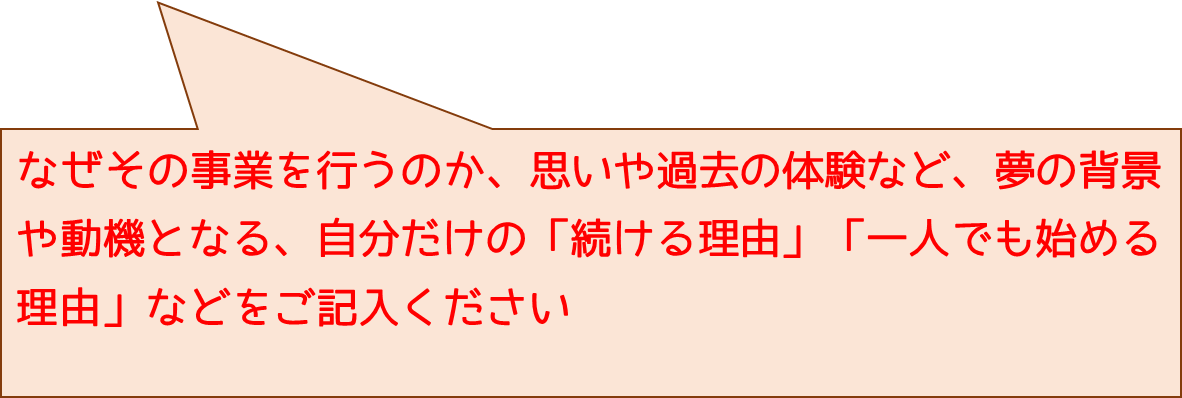 なぜその事業を行うのか、思いや過去の体験など、夢の背景
や動機となる、自分だけの「続ける理由」「一人でも始める
理由」などをご記入ください